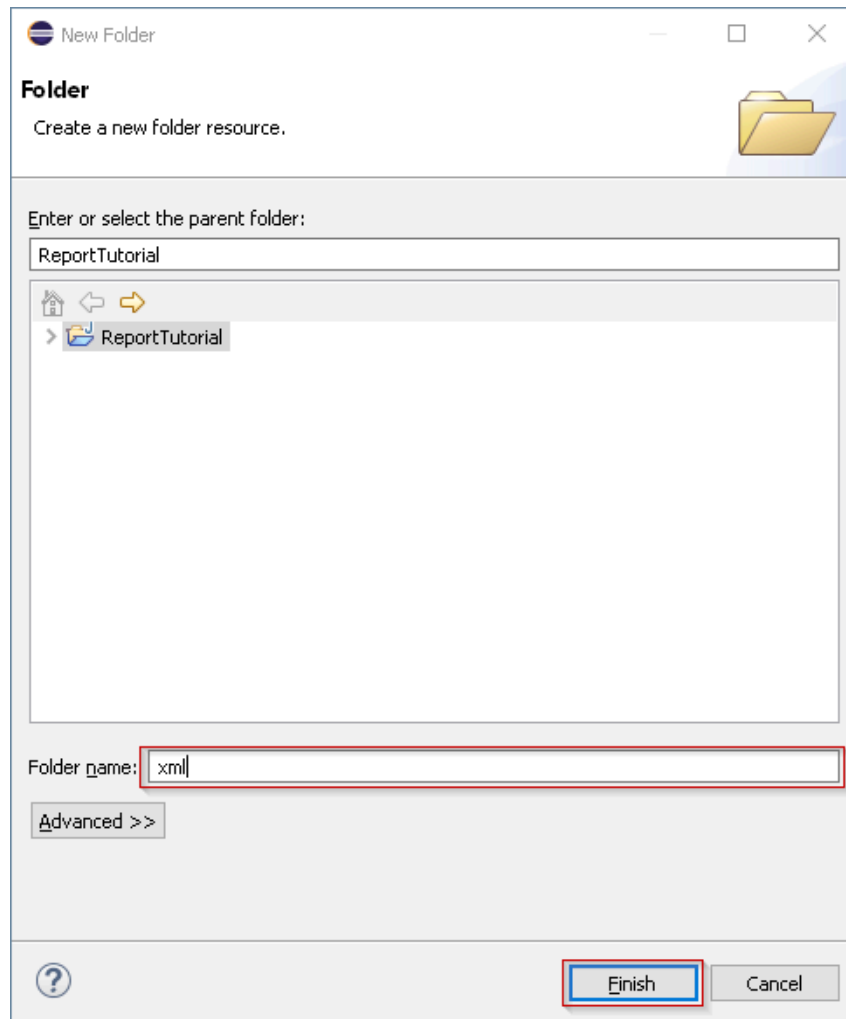 New Folder
Folder
Create a new folder resource.
Enter or select the parent folder:
ReportTutorial
ReportTutorial
Folder name: xml
Advanced >>
?
Finish Cancel